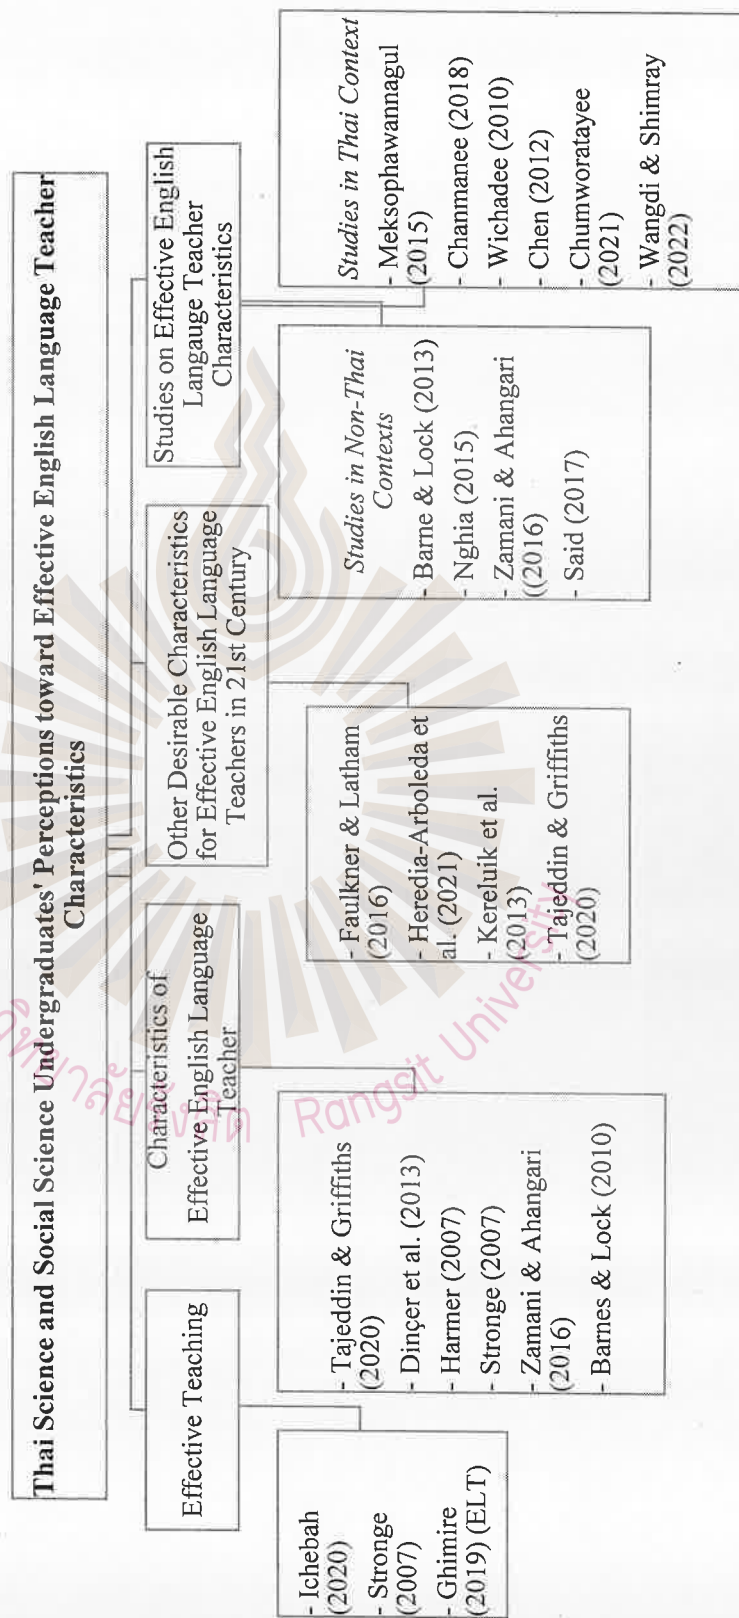 Thai Science and Social Science Undergraduates' Perceptions toward Effective English Language Teacher
Characteristics
Effective Teaching
- Ichebah
(2020)
- Stronge
(2007)
- Ghimire
(2019) (ELT)
Characteristics of
Effective English Language
Teacher
- Tajeddin & Griffiths
(2020)
- Dinçer et al. (2013)
- Harmer (2007)
- Stronge (2007)
- Zamani & Ahangari
(2016)
- Barnes & Lock (2010)
Other Desirable Characteristics
for Effective English Language
Teachers in 21st Century
- Faulkner & Latham
(2016)
- Heredia-Arboleda et
al. (2021)
- Kereluik et al.
(2013)
- Tajeddin & Griffiths
(2020)
Studies on Effective English
Langauge Teacher
Characteristics
Studies in Non-Thai
Contexts
- Barne & Lock (2013)
- Nghia (2015)
- Zamani & Ahangari
((2016)
- Said (2017)
Studies in Thai Context
- Meksophawannagul
(2015)
- Chanmanee (2018)
- Wichadee (2010)
- Chen (2012)
- Chumworatayee
(2021)
- Wangdi & Shimray
(2022)
Rangsit University